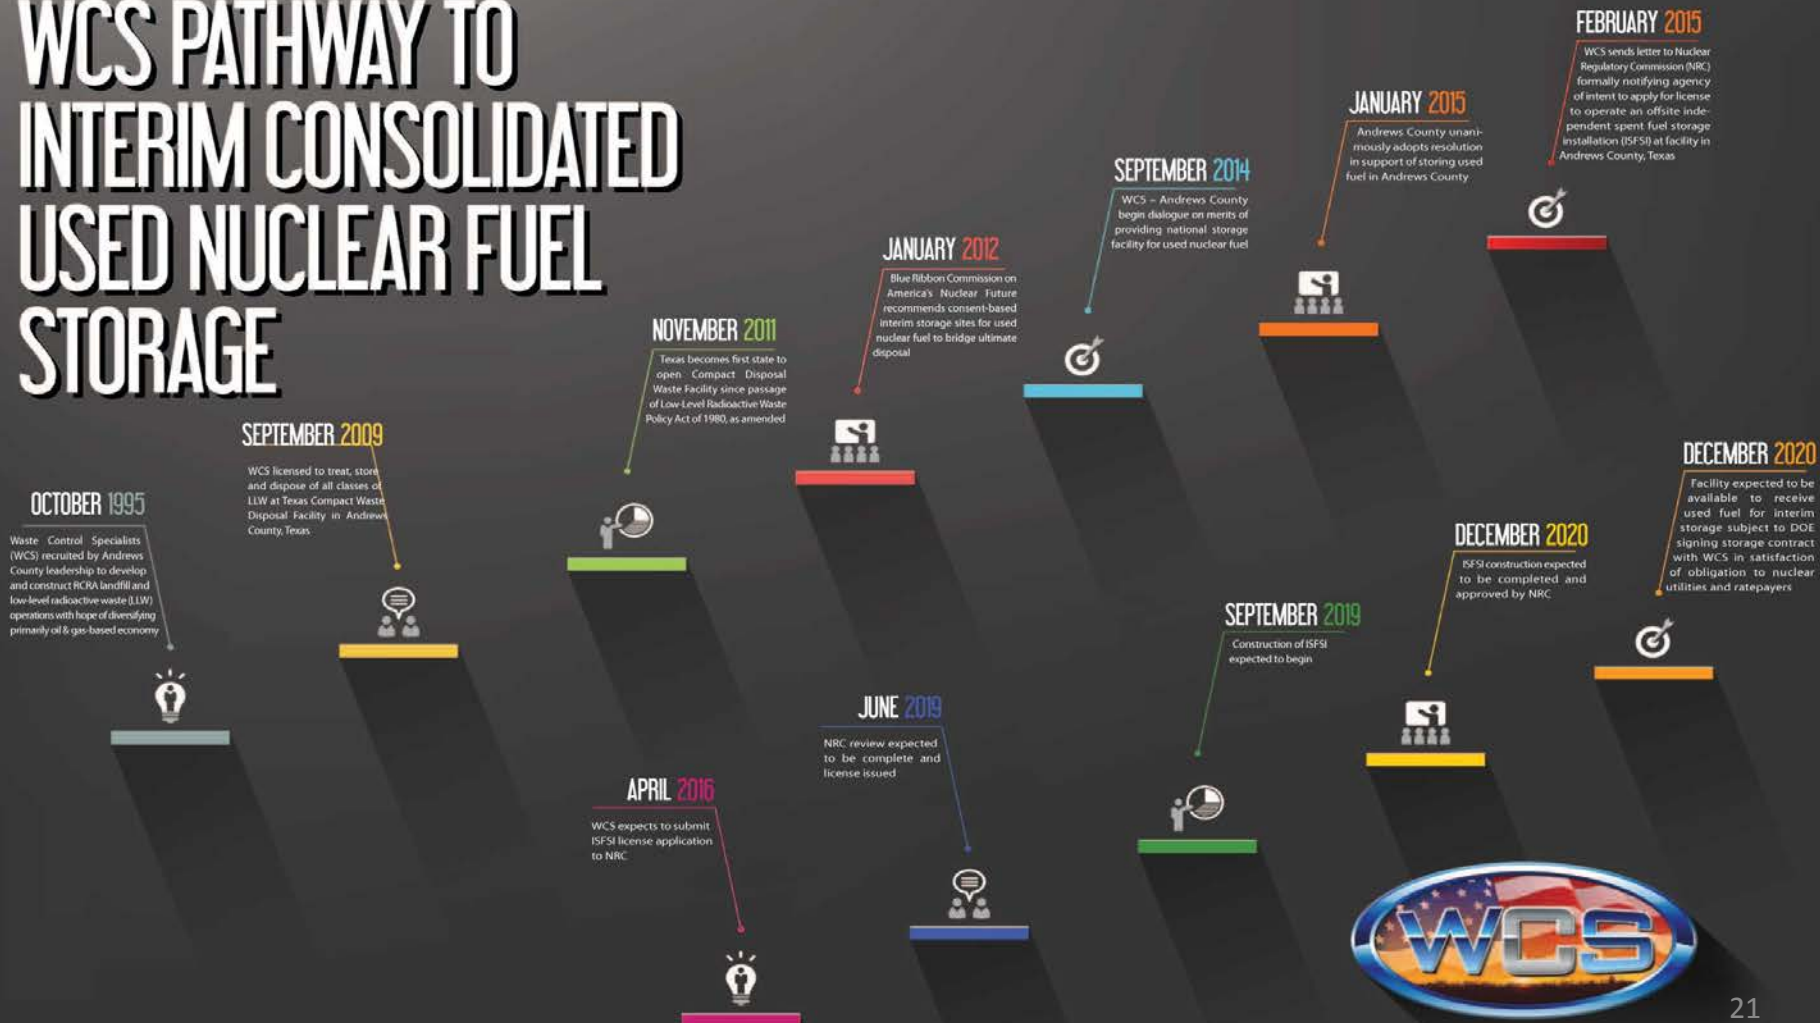 WCS PATHWAY TO
INTERIM CONSOLIDATED
USED NUCLEAR FUEL
STORAGE
OCTOBER 1995
Waste Control Specialists
(WCS) recruited by Andrews
County leadership to develop
and construct RCRA landfill and
low-level radioactive waste (LLW)
operations with hope of diversifying
primarily oil & gas-based economy
SEPTEMBER 2009
WCS licensed to treat, store
and dispose of all classes of
LLW at Texas Compact Waste
Disposal Facility in Andrews
County, Texas
NOVEMBER 2011
Texas becomes first state to
open Compact Disposal
Waste Facility since passage
of Low-Level Radioactive Waste
Policy Act of 1980, as amended
JANUARY 2012
Blue Ribbon Commission on
America's Nuclear Future
recommends consent-based
interim storage sites for used
nuclear fuel to bridge ultimate
disposal
SEPTEMBER 2014
WCS – Andrews County
begin dialogue on merits of
providing national storage
facility for used nuclear fuel
JANUARY 2015
Andrews County unani-
mously adopts resolution
in support of storing used
fuel in Andrews County
FEBRUARY 2015
WCS sends letter to Nuclear
Regulatory Commission (NRC)
formally notifying agency
of intent to apply for license
to operate an offsite inde-
pendent spent fuel storage
installation (ISFSI) at facility in
Andrews County, Texas
APRIL 2016
WCS expects to submit
ISFSI license application
to NRC
JUNE 2019
NRC review expected
to be complete and
license issued
SEPTEMBER 2019
Construction of ISFSI
expected to begin
DECEMBER 2020
ISFSI construction expected
to be completed and
approved by NRC
DECEMBER 2020
Facility expected to be
available to receive
used fuel for interim
storage subject to DOE
signing storage contract
with WCS in satisfaction
of obligation to nuclear
utilities and ratepayers
WCS
21